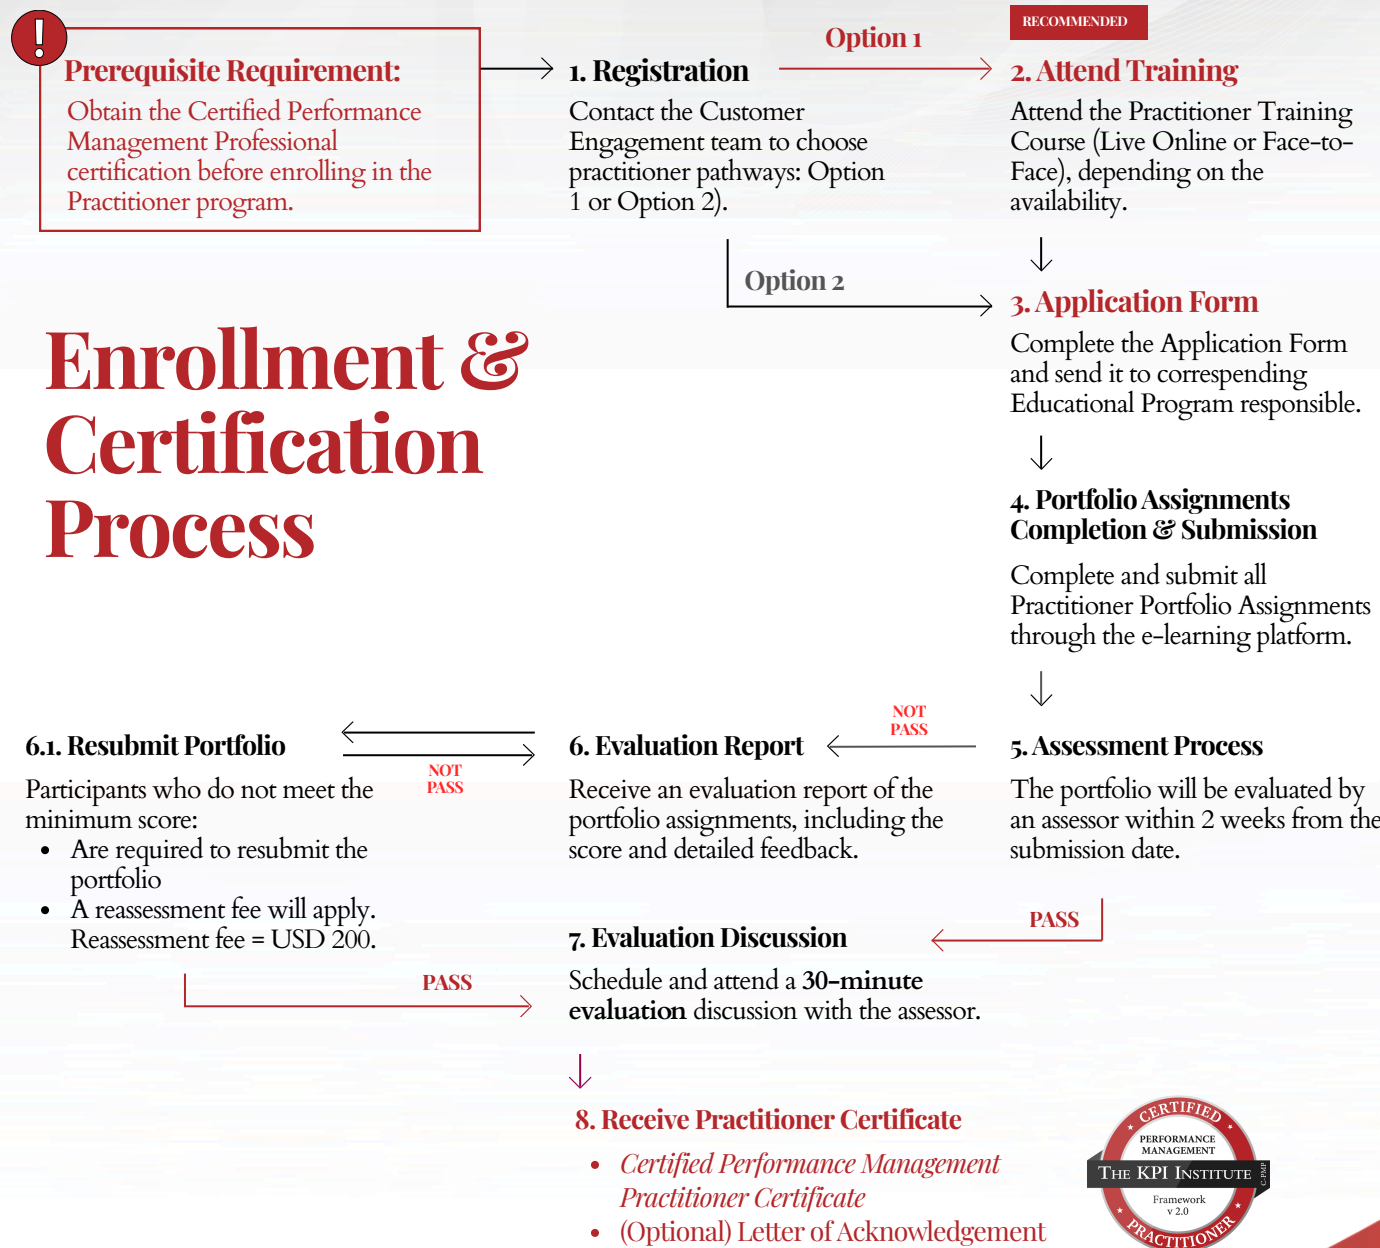 !
Prerequisite Requirement:
Obtain the Certified Performance
Management Professional
certification before enrolling in the
Practitioner program.
1. Registration
Contact the Customer
Engagement team to choose
practitioner pathways: Option
1 or Option 2).
Option 1
RECOMMENDED
2. Attend Training
Attend the Practitioner Training
Course (Live Online or Face-to-
Face), depending on the
availability.
Option 2
3. Application Form
Complete the Application Form
and send it to correspending
Educational Program responsible.
Enrollment &
Certification
Process
4. Portfolio Assignments
Completion & Submission
Complete and submit all
Practitioner Portfolio Assignments
through the e-learning platform.
5. Assessment Process
The portfolio will be evaluated by
an assessor within 2 weeks from the
submission date.
NOT
PASS
6. Evaluation Report
Receive an evaluation report of the
portfolio assignments, including the
score and detailed feedback.
NOT
PASS
6.1. Resubmit Portfolio
Participants who do not meet the
minimum score:
• Are required to resubmit the
portfolio
• A reassessment fee will apply.
Reassessment fee = USD 200.
PASS
PASS
7. Evaluation Discussion
Schedule and attend a 30-minute
evaluation discussion with the assessor.
8. Receive Practitioner Certificate
• Certified Performance Management
Practitioner Certificate
• (Optional) Letter of Acknowledgement
CERTIFIED
PERFORMANCE
MANAGEMENT
THE KPI INSTITUTE
C-PMP
Framework
v 2.0
PRACTITIONER